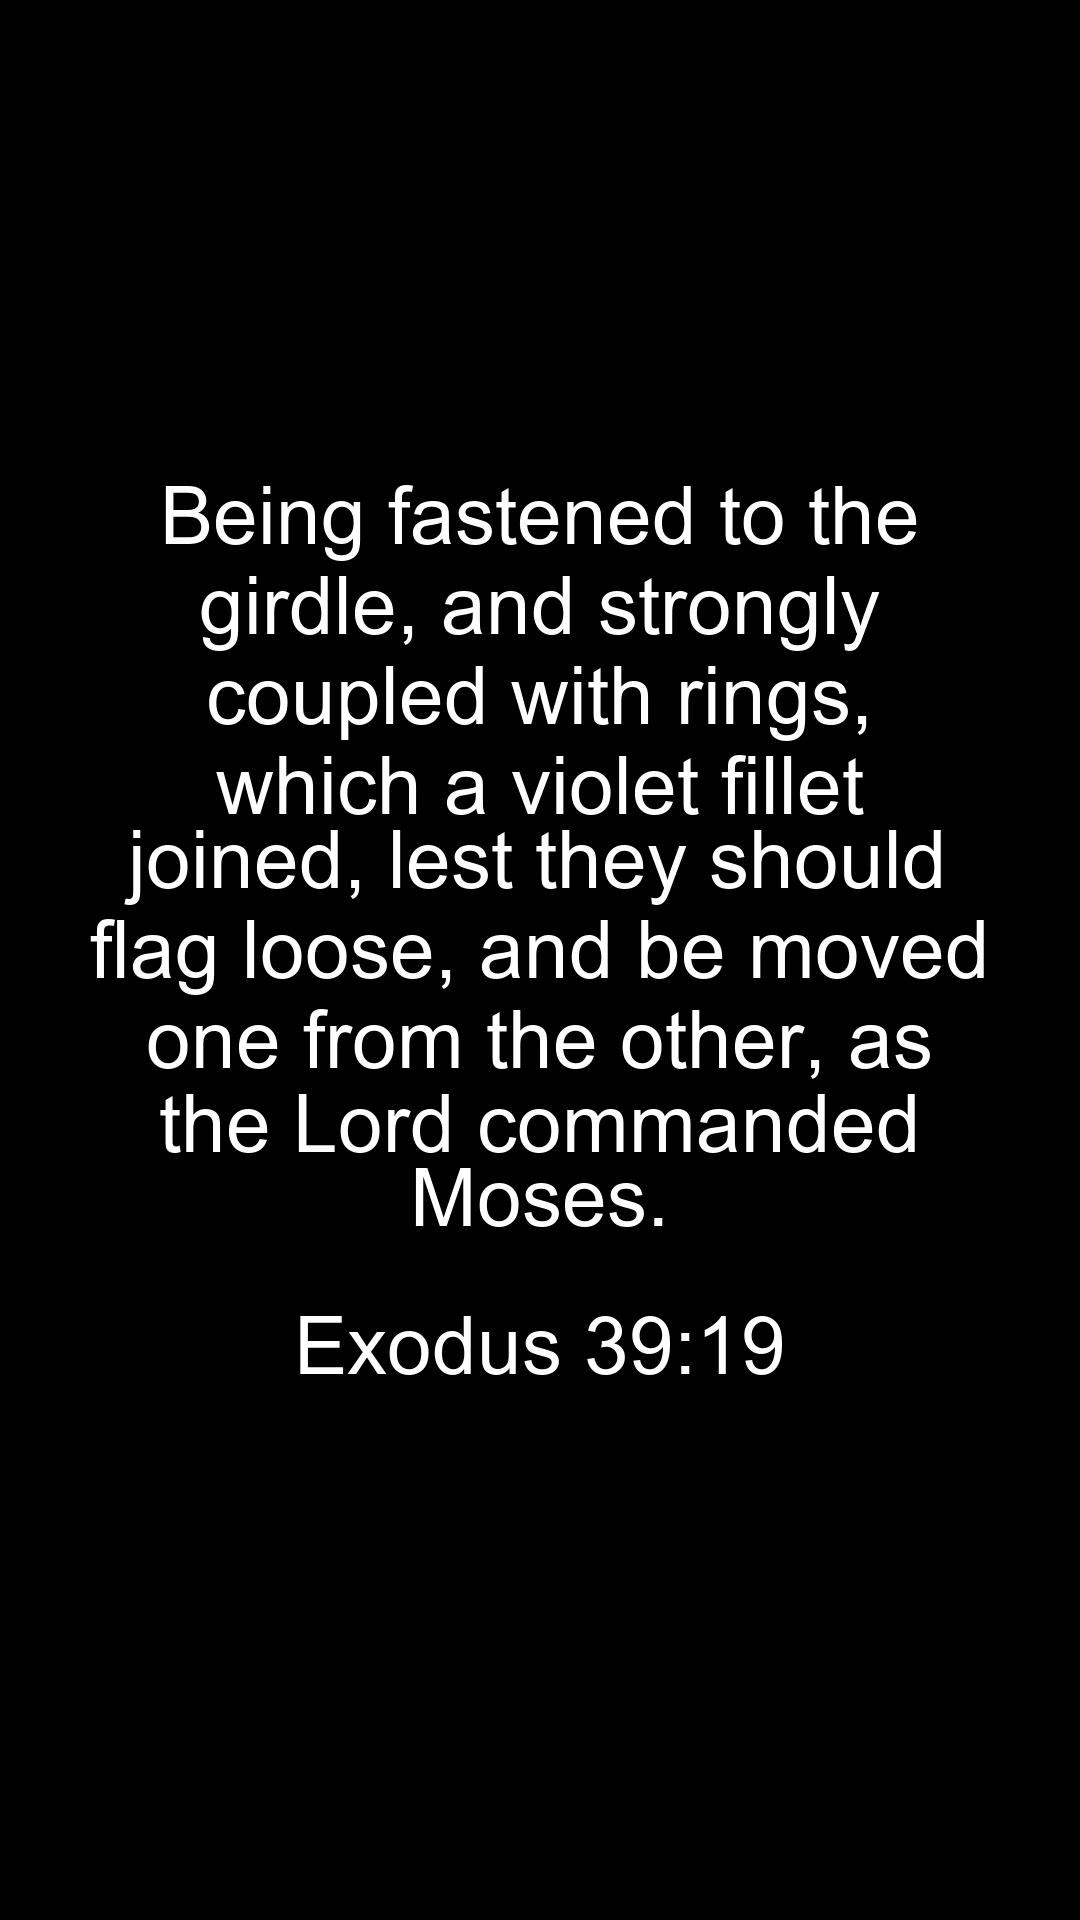 Being fastened to the
girdle, and strongly
coupled with rings,
which a violet fillet
joined, lest they should
flag loose, and be moved
one from the other, as
the Lord commanded
Moses.
Exodus 39:19